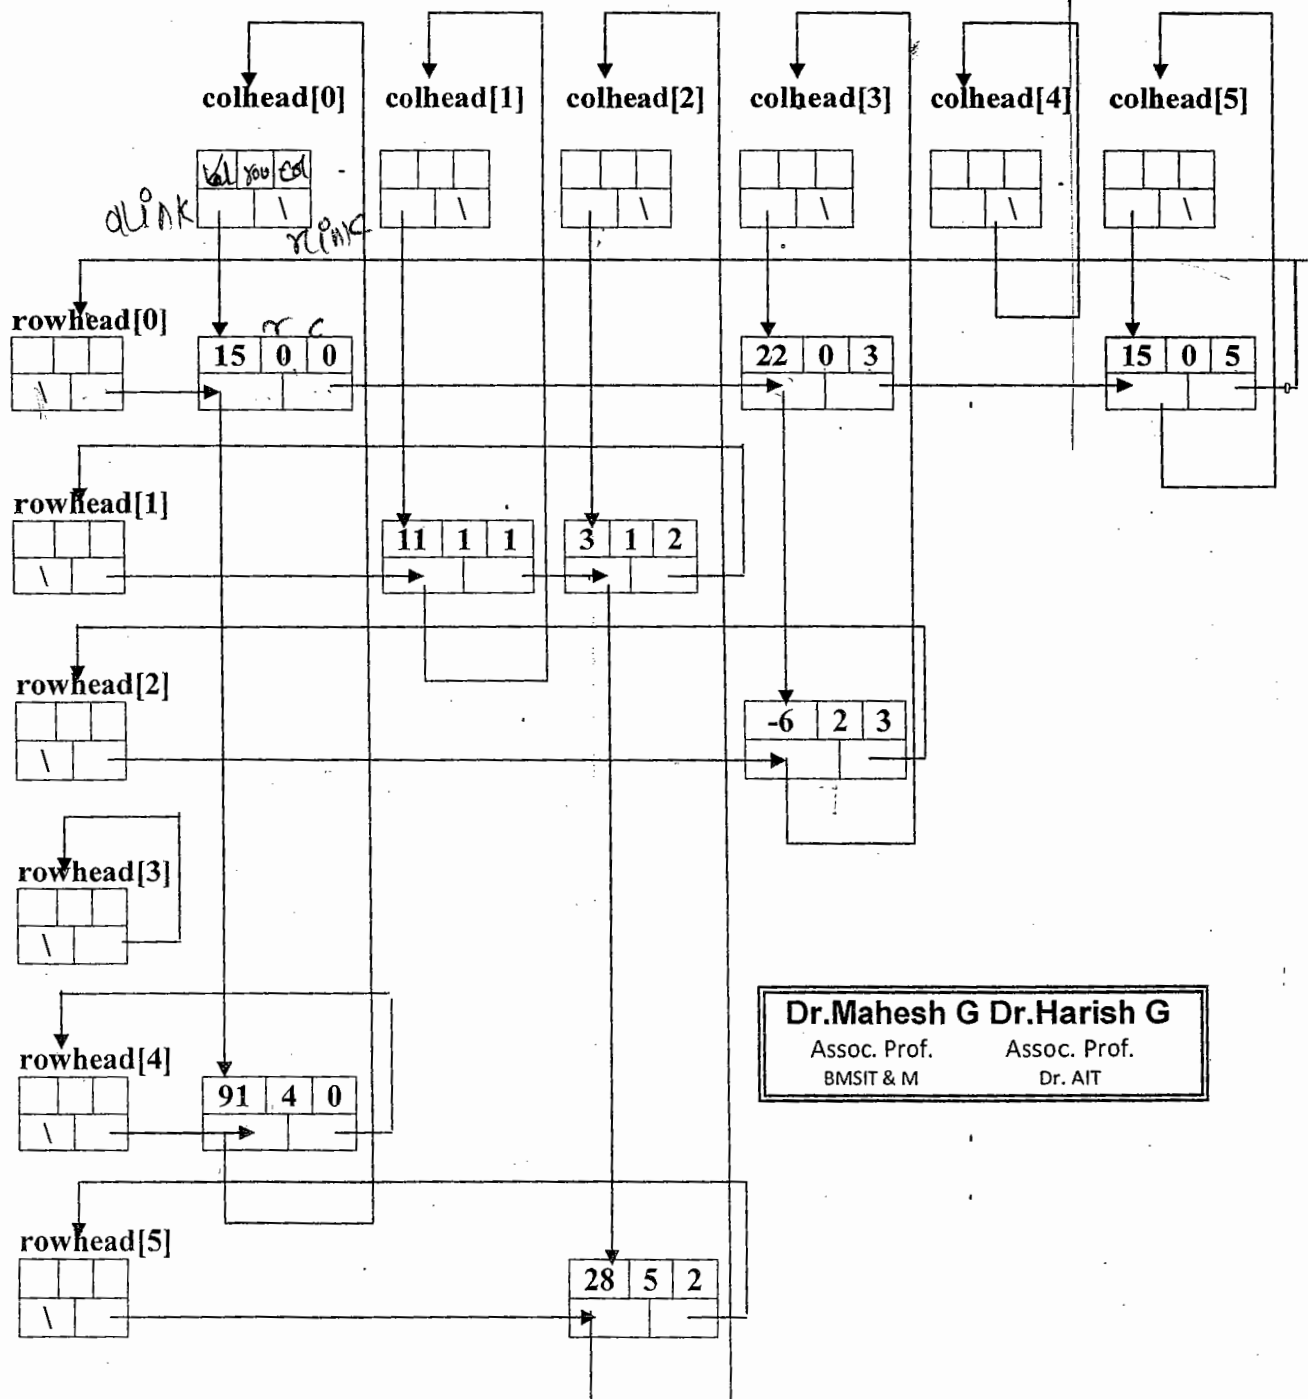 colhead[0] colhead[1] colhead[2] colhead[3] colhead[4] colhead[5]
Val row col
\ \ \ \ \ \
dLink
rLink
rowhead[0]
r c
15 0 0 22 0 3 15 0 5
\
rowhead[1]
11 1 1 3 1 2
\
rowhead[2]
-6 2 3
\
rowhead[3]
\
rowhead[4]
91 4 0
\
Dr.Mahesh G Dr.Harish G
Assoc. Prof. Assoc. Prof.
BMSIT & M Dr. AIT
rowhead[5]
28 5 2
\